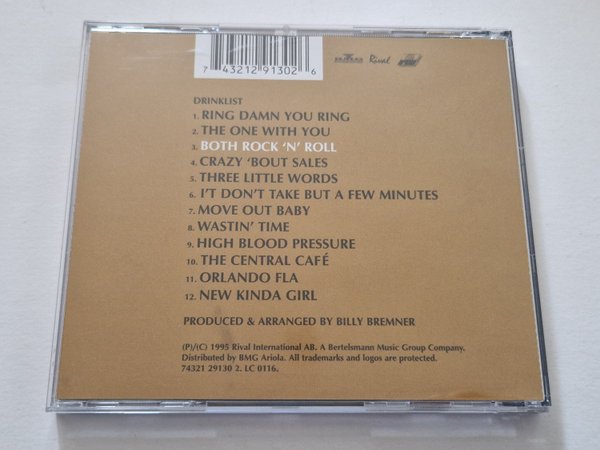 7 43212 91302 6
BMG Rival
DRINKLIST
1. RING DAMN YOU RING
2. THE ONE WITH YOU
3. BOTH ROCK ‘N’ ROLL
4. CRAZY ‘BOUT SALES
5. THREE LITTLE WORDS
6. I’T DON’T TAKE BUT A FEW MINUTES
7. MOVE OUT BABY
8. WASTIN’ TIME
9. HIGH BLOOD PRESSURE
10. THE CENTRAL CAFÉ
11. ORLANDO FLA
12. NEW KINDA GIRL
PRODUCED & ARRANGED BY BILLY BREMNER
(P)/(C) 1995 Rival International AB. A Bertelsmann Music Group Company.
Distributed by BMG Ariola. All trademarks and logos are protected.
74321 29130 2. LC 0116.